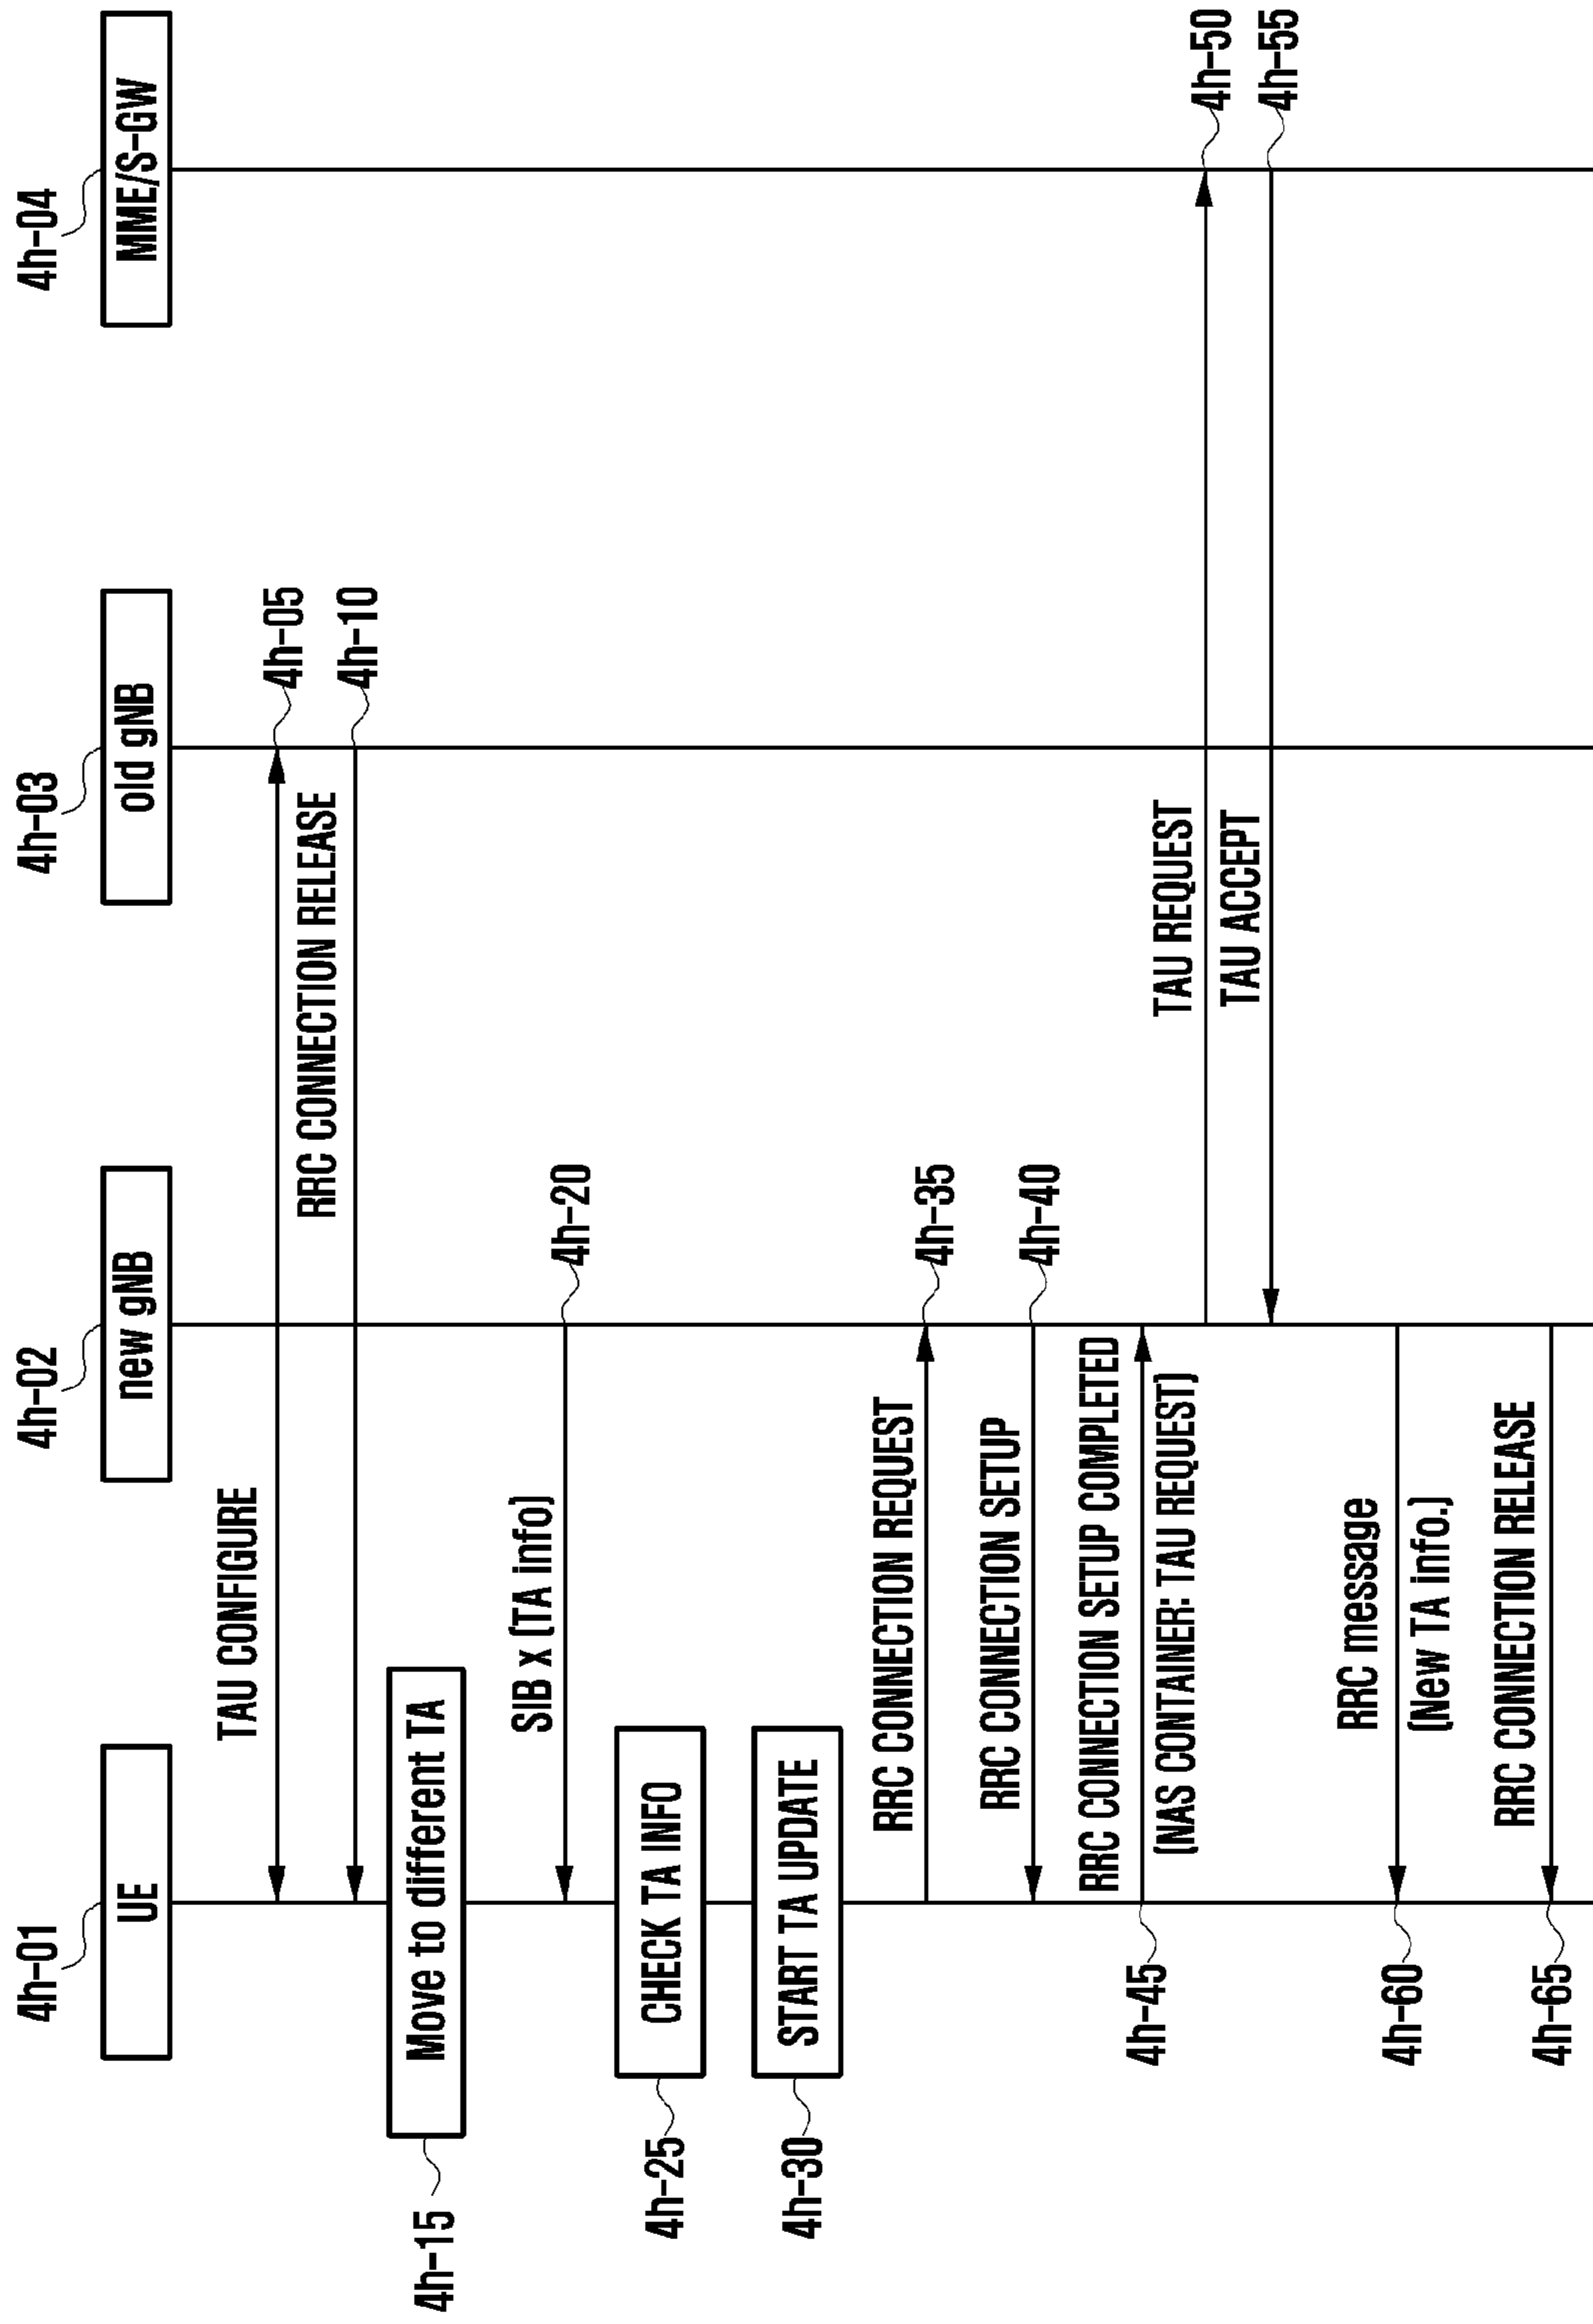 4h-01
4h-02
4h-03
4h-04
UE
new gNB
old gNB
MME/S-GW
TAU CONFIGURE
4h-05
RRC CONNECTION RELEASE
4h-10
4h-15
Move to different TA
SIB x (TA info)
4h-20
4h-25
CHECK TA INFO
4h-30
START TA UPDATE
RRC CONNECTION REQUEST
4h-35
RRC CONNECTION SETUP
4h-40
RRC CONNECTION SETUP COMPLETED
4h-45
(NAS CONTAINER: TAU REQUEST)
TAU REQUEST
4h-50
TAU ACCEPT
4h-55
RRC message
4h-60
(New TA info.)
RRC CONNECTION RELEASE
4h-65